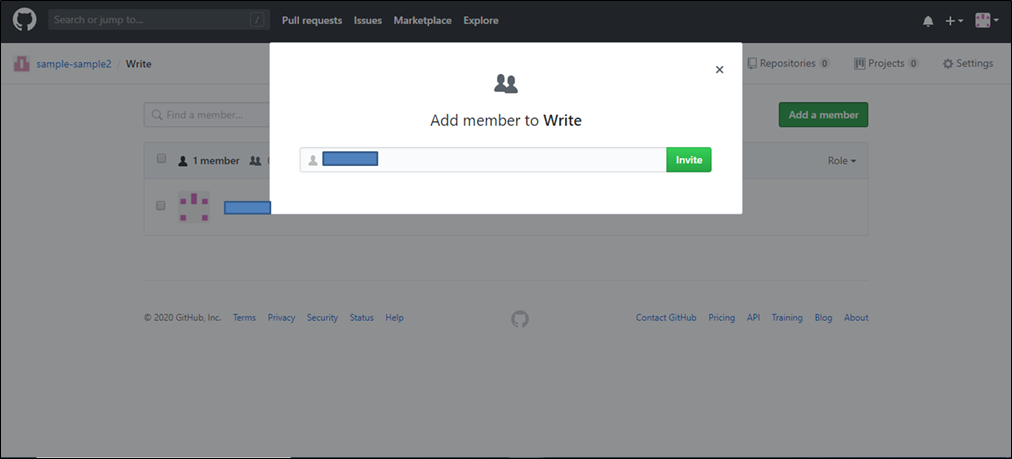 Search or jump to... / Pull requests Issues Marketplace Explore
sample-sample2 / Write Repositories 0 Projects 0 Settings
Add member to Write
Find a member... Add a member
Invite
1 member Role
© 2020 GitHub, Inc. Terms Privacy Security Status Help Contact GitHub Pricing API Training Blog About